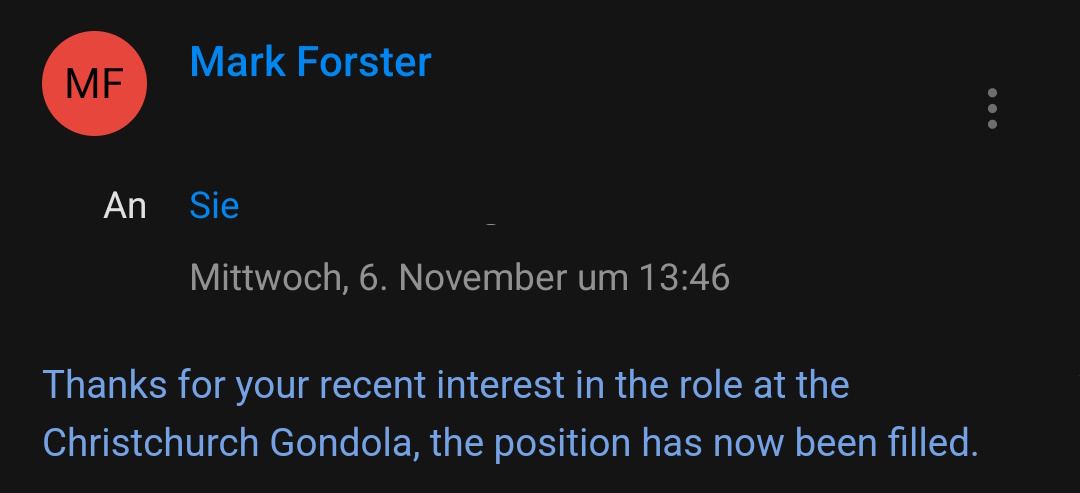 MF
Mark Forster
An Sie
Mittwoch, 6. November um 13:46
Thanks for your recent interest in the role at the
Christchurch Gondola, the position has now been filled.